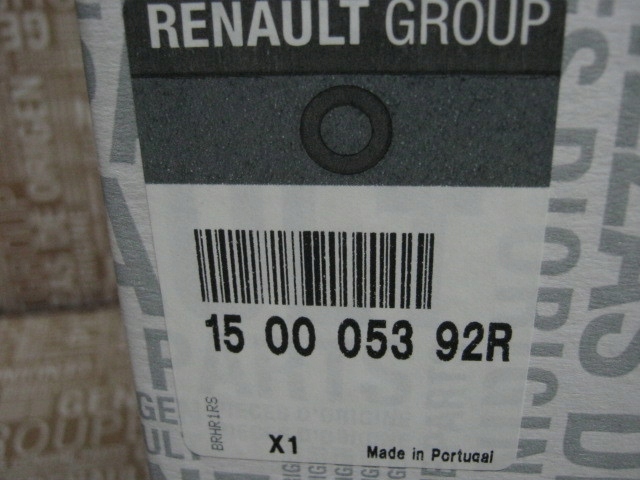 RENAULT GROUP
15 00 053 92R
BRHR1RS
X1
Made in Portugal